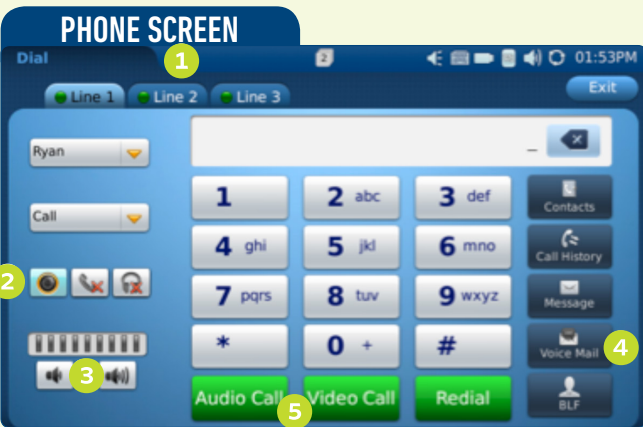 PHONE SCREEN
Dial
1
2
01:53PM
Line 1 Line 2 Line 3
Exit
Ryan
_
1 2 abc 3 def
Contacts
Call
4 ghi 5 jkl 6 mno
Call History
2
7 pqrs 8 tuv 9 wxyz
Message
* 0 + #
Voice Mail
4
3
Audio Call Video Call Redial
5
BLF